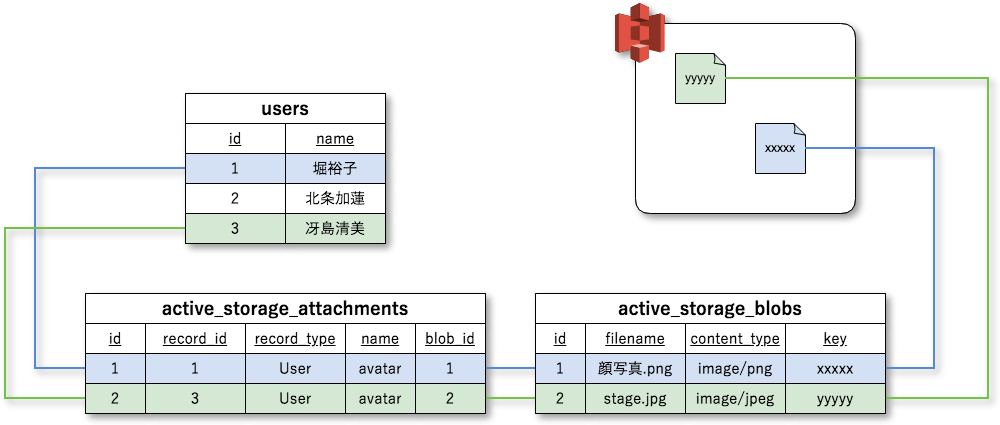 yyyyy
xxxxx
users
id name
1 堀裕子
2 北条加蓮
3 冴島清美
active_storage_attachments
id record_id record_type name blob_id
1 1 User avatar 1
2 3 User avatar 2
active_storage_blobs
id filename content_type key
1 顔写真.png image/png xxxxx
2 stage.jpg image/jpeg yyyyy